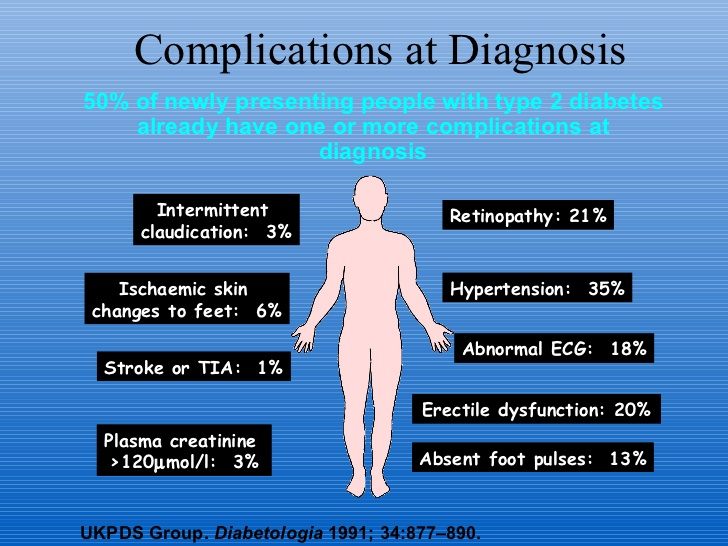 Complications at Diagnosis
50% of newly presenting people with type 2 diabetes
already have one or more complications at
diagnosis
Intermittent
claudication: 3%
Retinopathy: 21%
Ischaemic skin
changes to feet: 6%
Hypertension: 35%
Abnormal ECG: 18%
Stroke or TIA: 1%
Erectile dysfunction: 20%
Plasma creatinine
>120μmol/l: 3%
Absent foot pulses: 13%
UKPDS Group. Diabetologia 1991; 34:877–890.